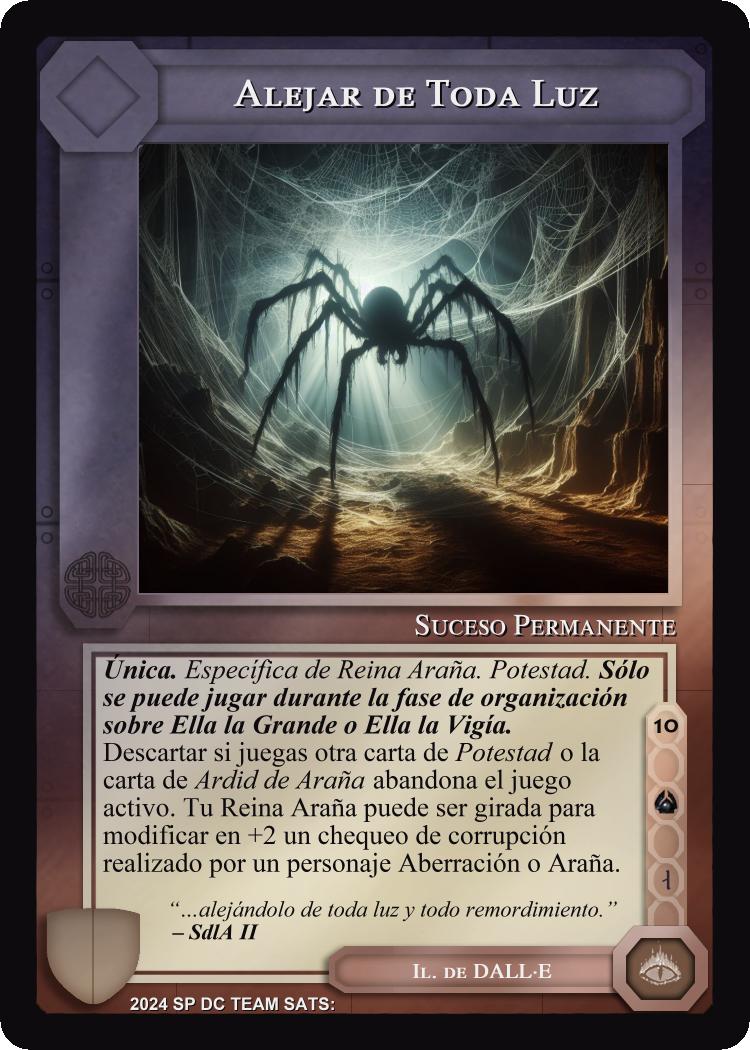 Alejar de Toda Luz
Suceso Permanente
Única. Específica de Reina Araña. Potestad. Sólo
se puede jugar durante la fase de organización
sobre Ella la Grande o Ella la Vigía.
Descartar si juegas otra carta de Potestad o la
carta de Ardid de Araña abandona el juego
activo. Tu Reina Araña puede ser girada para
modificar en +2 un chequeo de corrupción
realizado por un personaje Aberración o Araña.
10
“...alejándolo de toda luz y todo remordimiento.”
– SdlA II
Il. de DALL·E
2024 SP DC TEAM SATS: